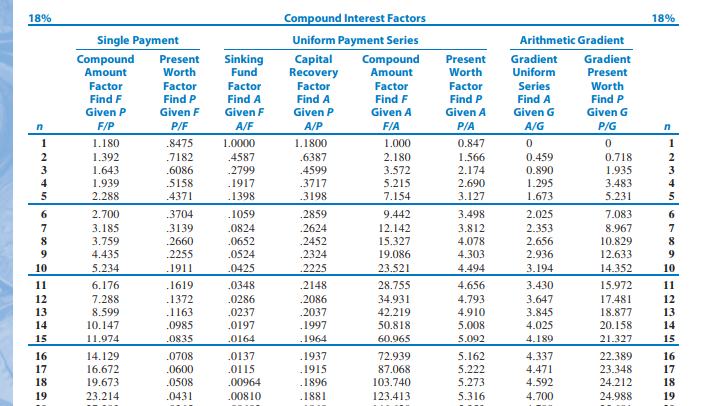 18% Compound Interest Factors 18%
Single Payment Uniform Payment Series Arithmetic Gradient
Compound Present Sinking Capital Compound Present Gradient Gradient
Amount Worth Fund Recovery Amount Worth Uniform Present
Factor Factor Factor Factor Factor Factor Series Worth
Find F Find P Find A Find A Find F Find P Find A Find P
Given P Given F Given F Given P Given A Given A Given G Given G
n F/P P/F A/F A/P F/A P/A A/G P/G n
1 1.180 .8475 1.0000 1.1800 1.000 0.847 0 0 1
2 1.392 .7182 .4587 .6387 2.180 1.566 0.459 0.718 2
3 1.643 .6086 .2799 .4599 3.572 2.174 0.890 1.935 3
4 1.939 .5158 .1917 .3717 5.215 2.690 1.295 3.483 4
5 2.288 .4371 .1398 .3198 7.154 3.127 1.673 5.231 5
6 2.700 .3704 .1059 .2859 9.442 3.498 2.025 7.083 6
7 3.185 .3139 .0824 .2624 12.142 3.812 2.353 8.967 7
8 3.759 .2660 .0652 .2452 15.327 4.078 2.656 10.829 8
9 4.435 .2255 .0524 .2324 19.086 4.303 2.936 12.633 9
10 5.234 .1911 .0425 .2225 23.521 4.494 3.194 14.352 10
11 6.176 .1619 .0348 .2148 28.755 4.656 3.430 15.972 11
12 7.288 .1372 .0286 .2086 34.931 4.793 3.647 17.481 12
13 8.599 .1163 .0237 .2037 42.219 4.910 3.845 18.877 13
14 10.147 .0985 .0197 .1997 50.818 5.008 4.025 20.158 14
15 11.974 .0835 .0164 .1964 60.965 5.092 4.189 21.327 15
16 14.129 .0708 .0137 .1937 72.939 5.162 4.337 22.389 16
17 16.672 .0600 .0115 .1915 87.068 5.222 4.471 23.348 17
18 19.673 .0508 .00964 .1896 103.740 5.273 4.592 24.212 18
19 23.214 .0431 .00810 .1881 123.413 5.316 4.700 24.988 19